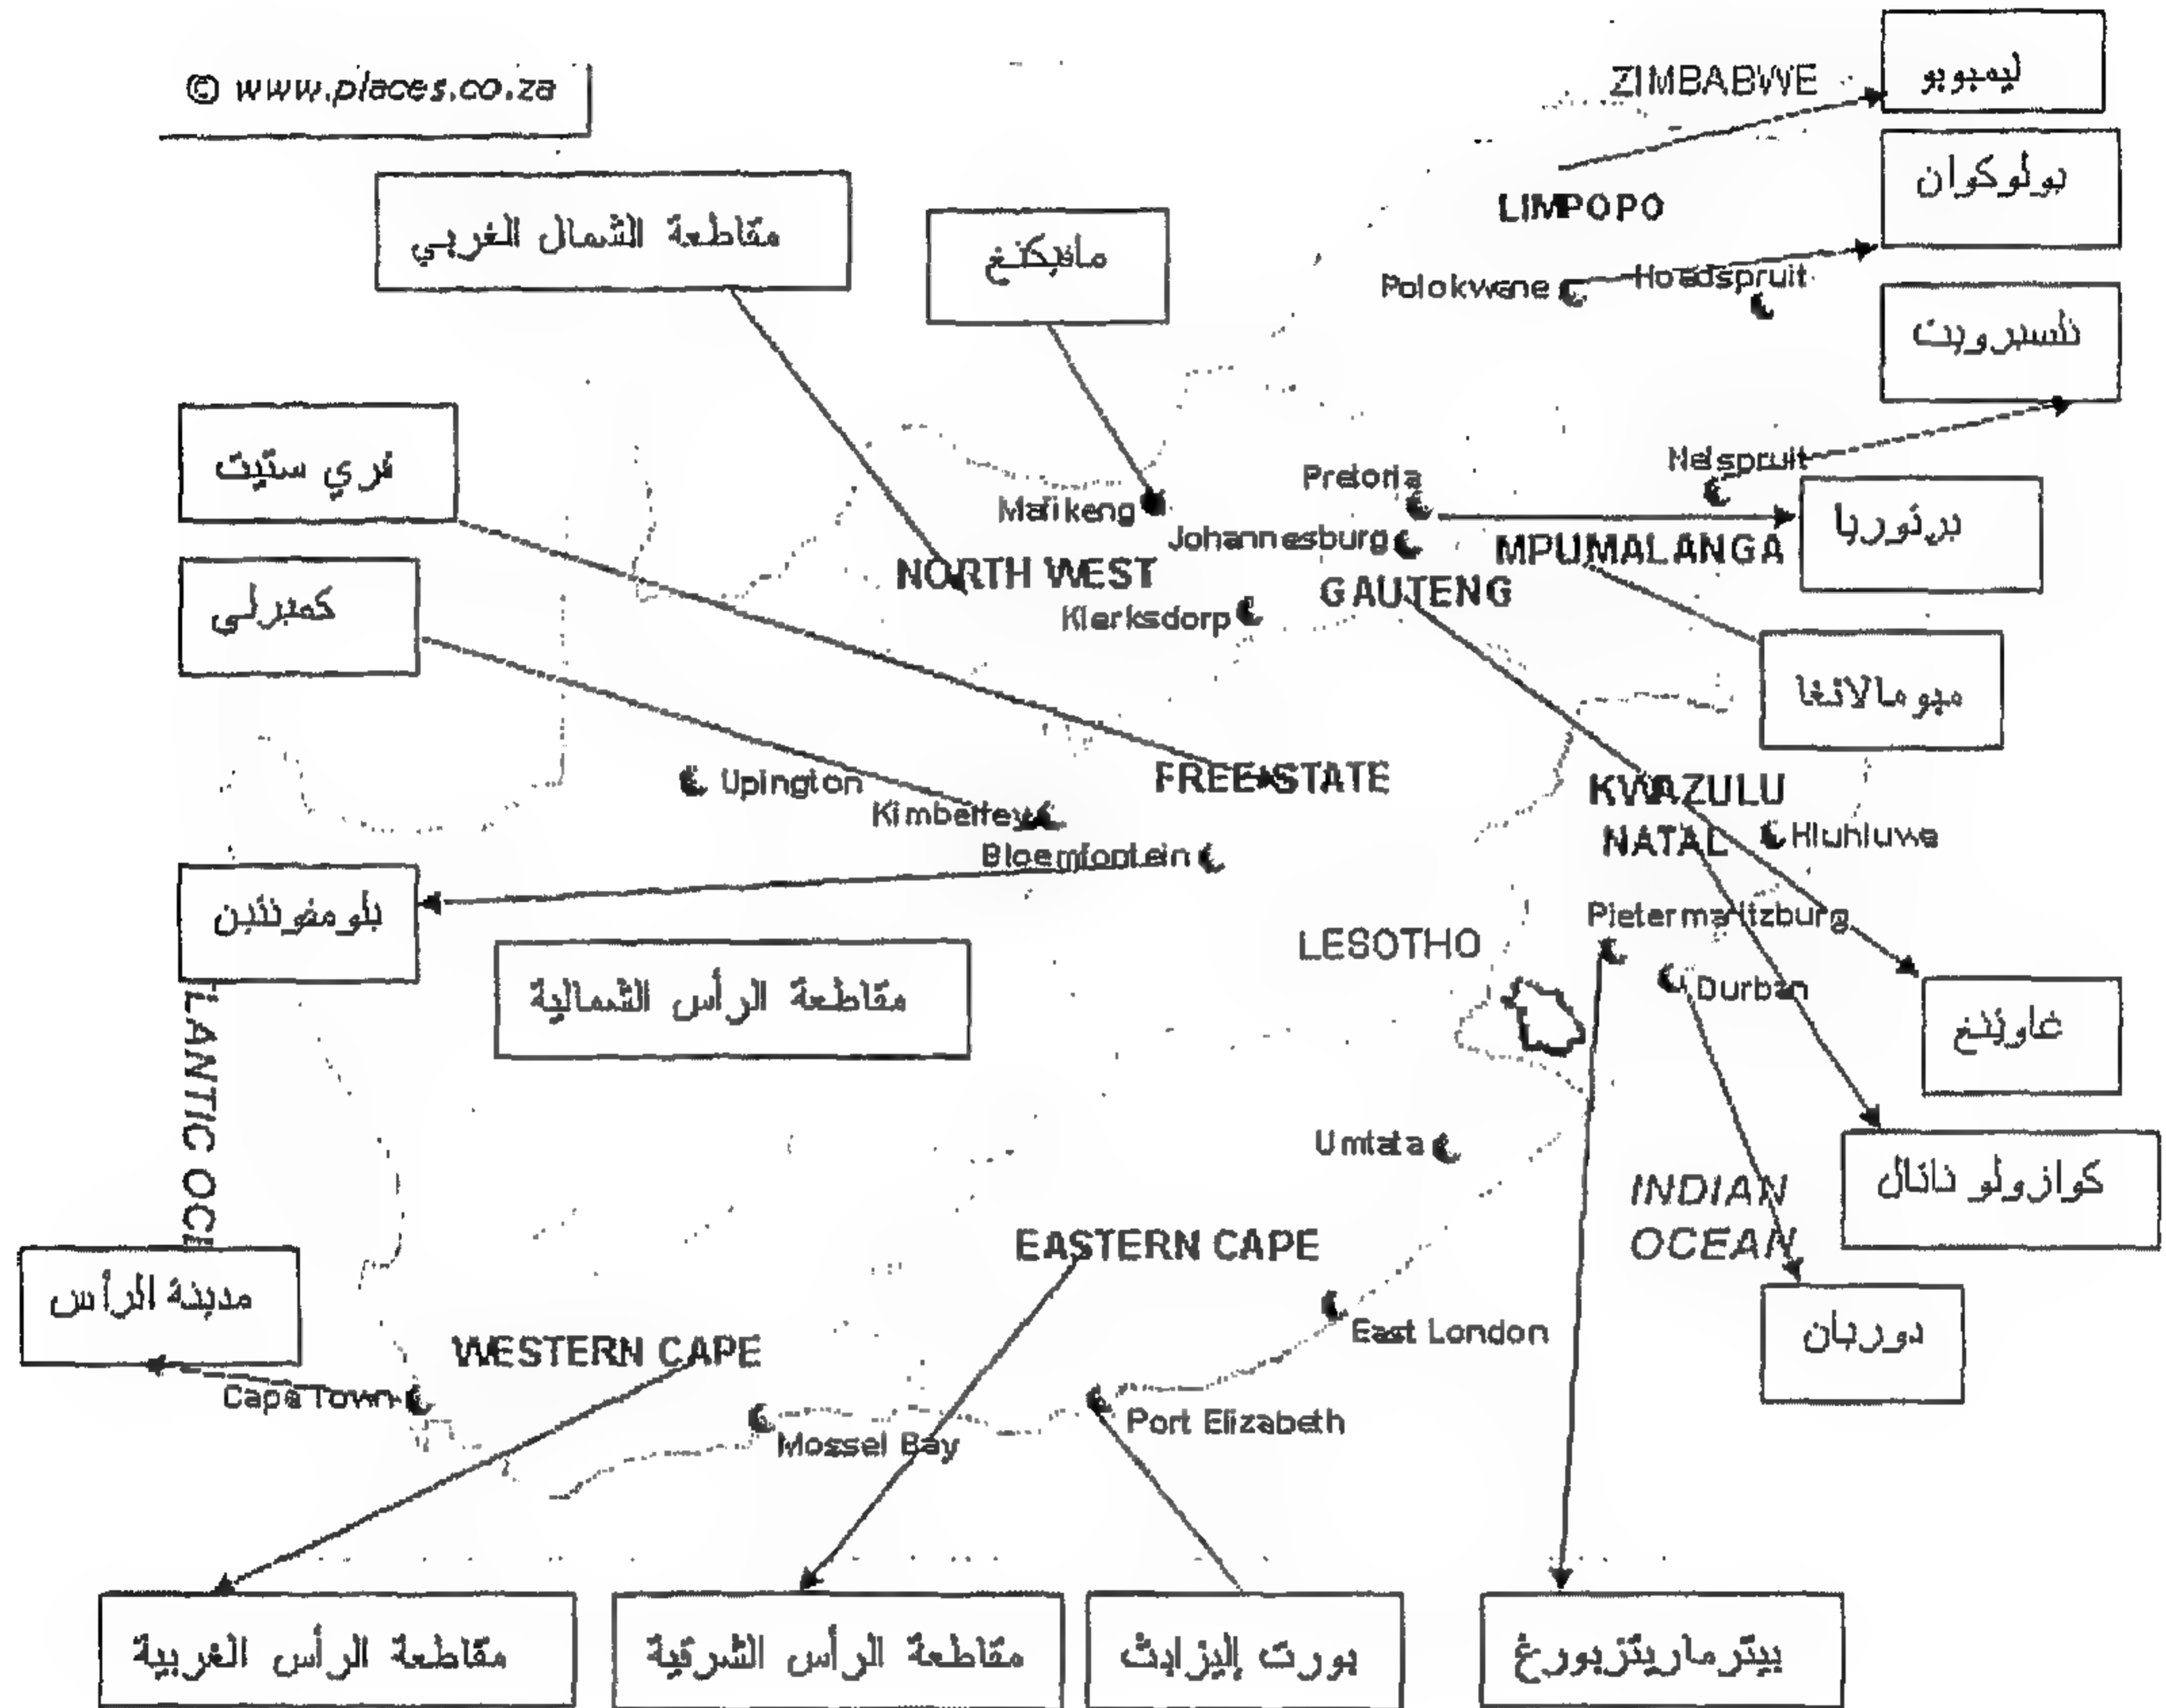 © www.places.co.za
ZIMBABWE
ليمبوبو
بولوكوان
مقاطعة الشمال الغربي
مافيكنغ
LIMPOPO
Polokwane
Hoedspruit
نلسبرويت
فري ستيت
Nelspruit
Pretoria
Mafikeng
Johannesburg
بريتوريا
MPUMALANGA
NORTH WEST
GAUTENG
Klerksdorp
كمبرلي
مبومالانغا
Upington
FREE STATE
KWAZULU
NATAL
Kimberley
Hluhluwe
Bloemfontein
بلومفونتين
Pietermaritzburg
LESOTHO
مقاطعة الرأس الشمالية
Durban
غاوتنغ
LANTIC OCE
Umtata
كوازولو ناتال
INDIAN
OCEAN
EASTERN CAPE
مدينة الرأس
East London
دوربان
WESTERN CAPE
Cape Town
Port Elizabeth
Mossel Bay
مقاطعة الرأس الغربية
مقاطعة الرأس الشرقية
بورت إليزابث
بيترماريتزبورغ